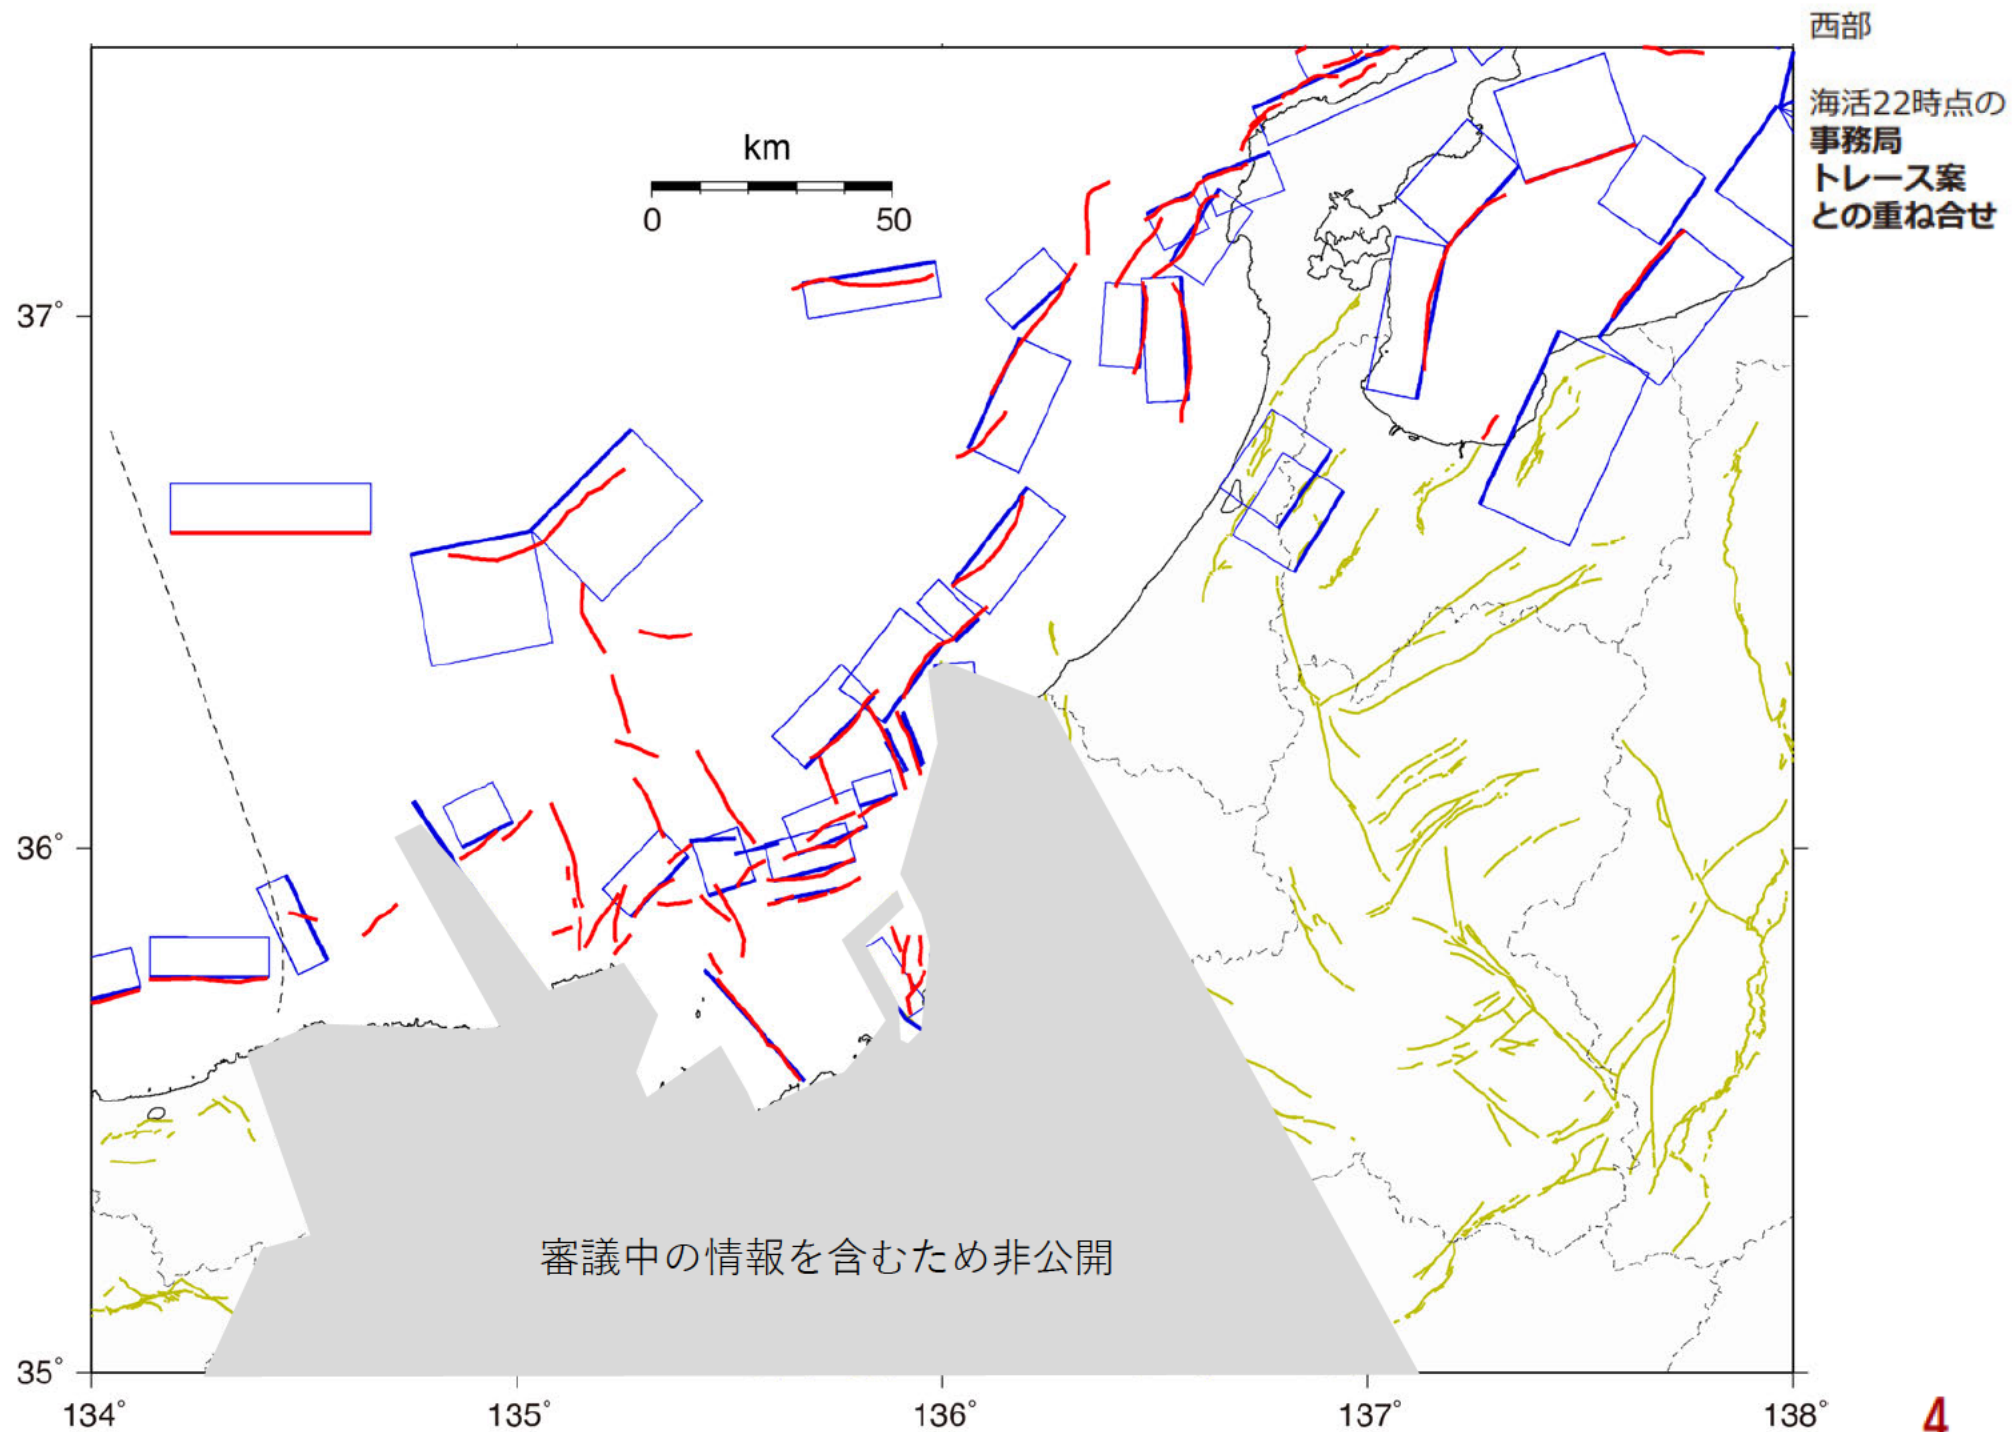 西部
海活22時点の
事務局
トレース案
との重ね合せ
km
0 50
37°
36°
審議中の情報を含むため非公開
35°
134° 135° 136° 137° 138°
4